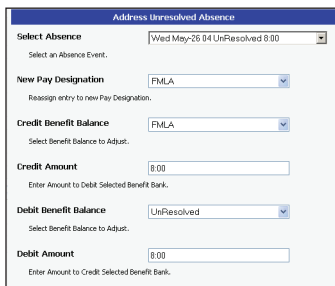 Address Unresolved Absence
Select Absence
Wed May-26 04 UnResolved 8:00
Select an Absence Event.
New Pay Designation
FMLA
Reassign entry to new Pay Designation.
Credit Benefit Balance
FMLA
Select Benefit Balance to Adjust.
Credit Amount
8:00
Enter Amount to Debit Selected Benefit Bank.
Debit Benefit Balance
UnResolved
Select Benefit Balance to Adjust.
Debit Amount
8:00
Enter Amount to Credit Selected Benefit Bank.